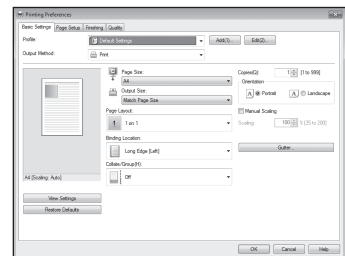 Printing Preferences
Basic Settings Page Setup Finishing Quality
Profile: Default Settings Add(1)... Edit(2)...
Output Method: Print
Page Size:
A4
Output Size:
Match Page Size
Copies(Q): 1 [1 to 999]
Orientation
A Portrait A Landscape
Page Layout:
1 1 on 1
Manual Scaling
Scaling: 100 % [25 to 200]
Binding Location:
Long Edge [Left]
Gutter...
Collate/Group(H):
Off
A4 [Scaling: Auto]
View Settings
Restore Defaults
OK Cancel Help